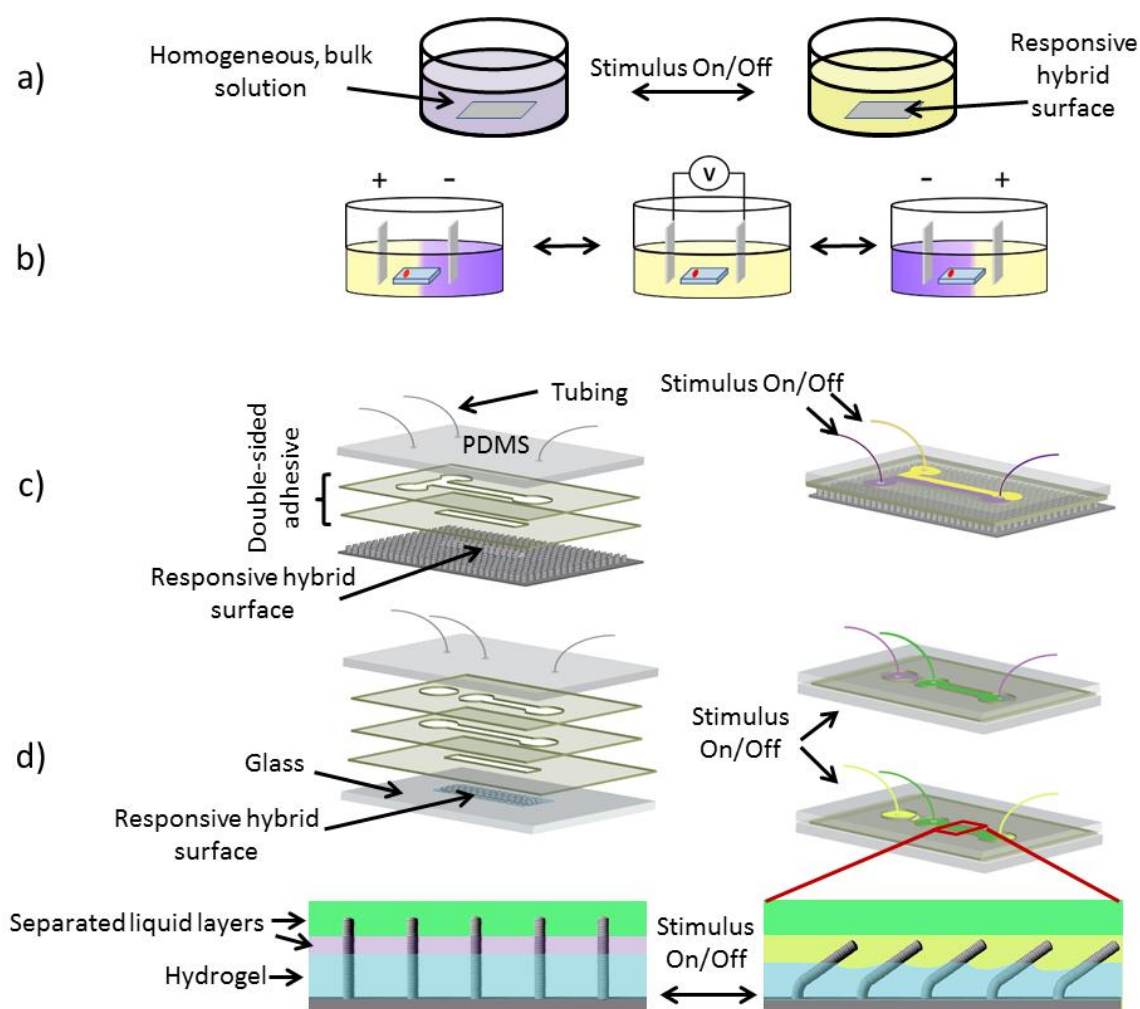 a)
Homogeneous, bulk
solution
Stimulus On/Off
Responsive
hybrid
surface
b)
+ -
V
- +
c)
Double-sided
adhesive
Tubing
PDMS
Responsive hybrid
surface
Stimulus On/Off
d)
Glass
Responsive hybrid
surface
Stimulus
On/Off
Separated liquid layers
Hydrogel
Stimulus
On/Off